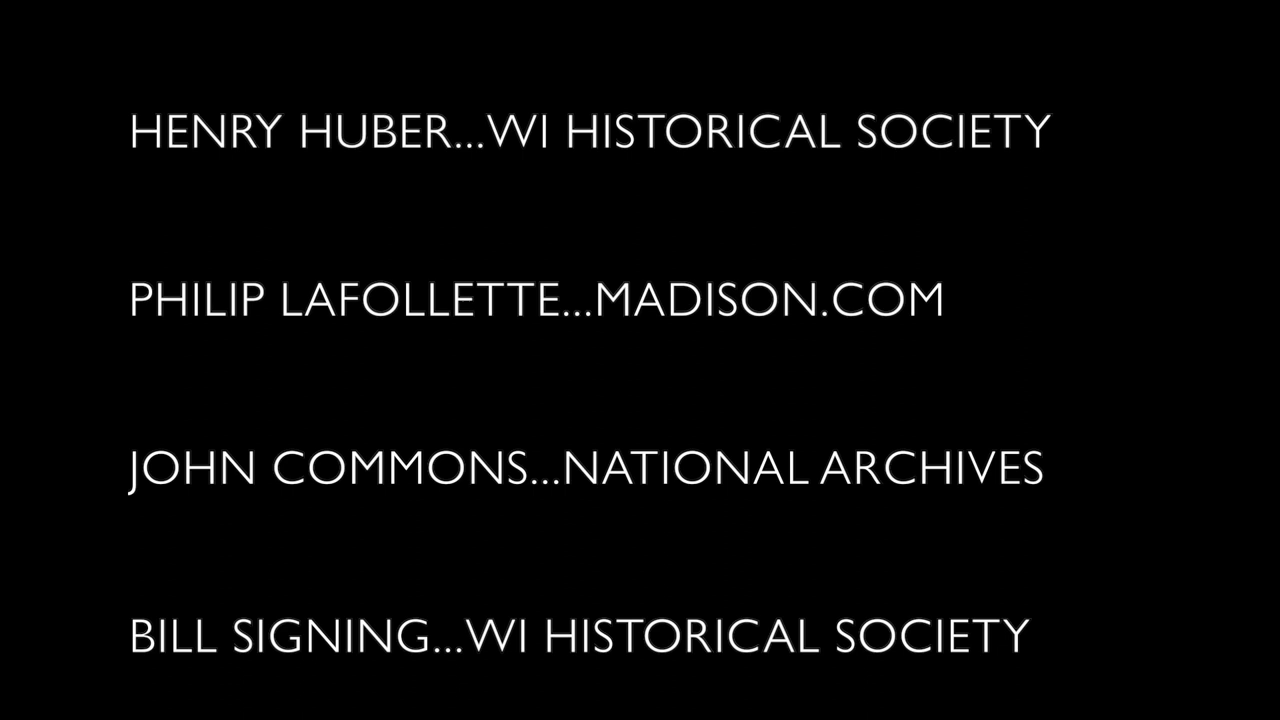 HENRY HUBER...WI HISTORICAL SOCIETY
PHILIP LAFOLLETTE...MADISON.COM
JOHN COMMONS...NATIONAL ARCHIVES
BILL SIGNING...WI HISTORICAL SOCIETY